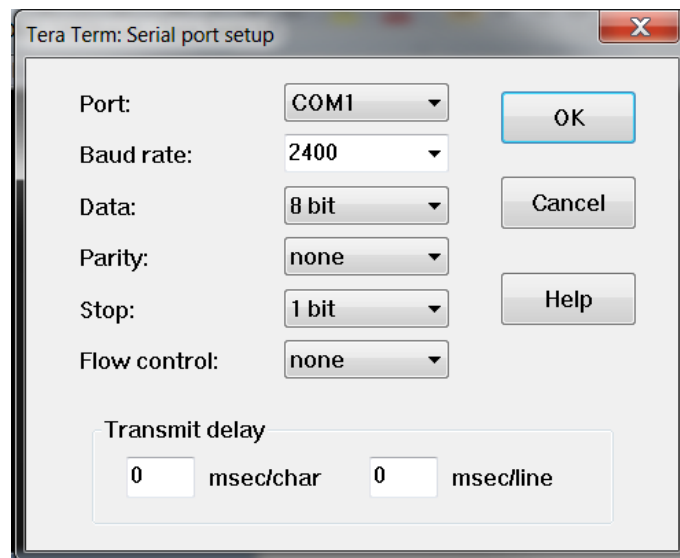 Tera Term: Serial port setup
Port: COM1 OK
Baud rate: 2400
Data: 8 bit Cancel
Parity: none
Stop: 1 bit Help
Flow control: none
Transmit delay
0 msec/char 0 msec/line